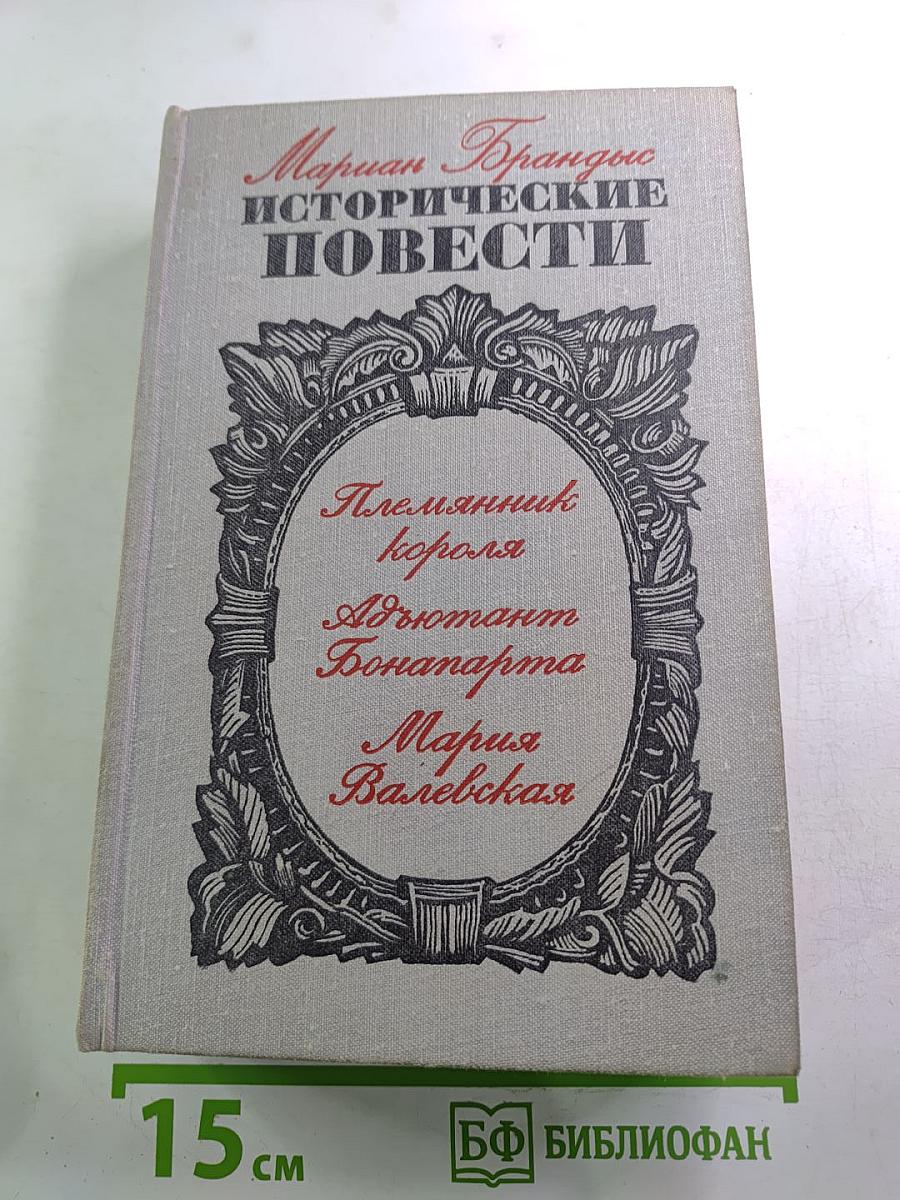 Мариан Брандыс
ИСТОРИЧЕСКИЕ
ПОВЕСТИ
Племянник
короля
Адъютант
Бонапарта
Мария
Валевская
15 см
БФ БИБЛИОФАН